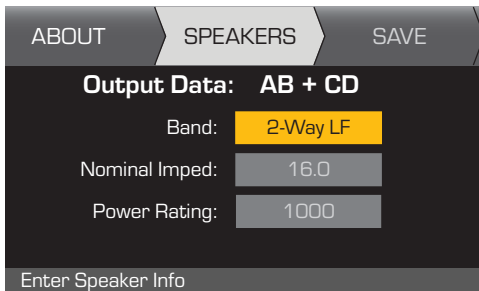 ABOUT SPEAKERS SAVE
Output Data: AB + CD
Band: 2-Way LF
Nominal Imped: 16.0
Power Rating: 1000
Enter Speaker Info